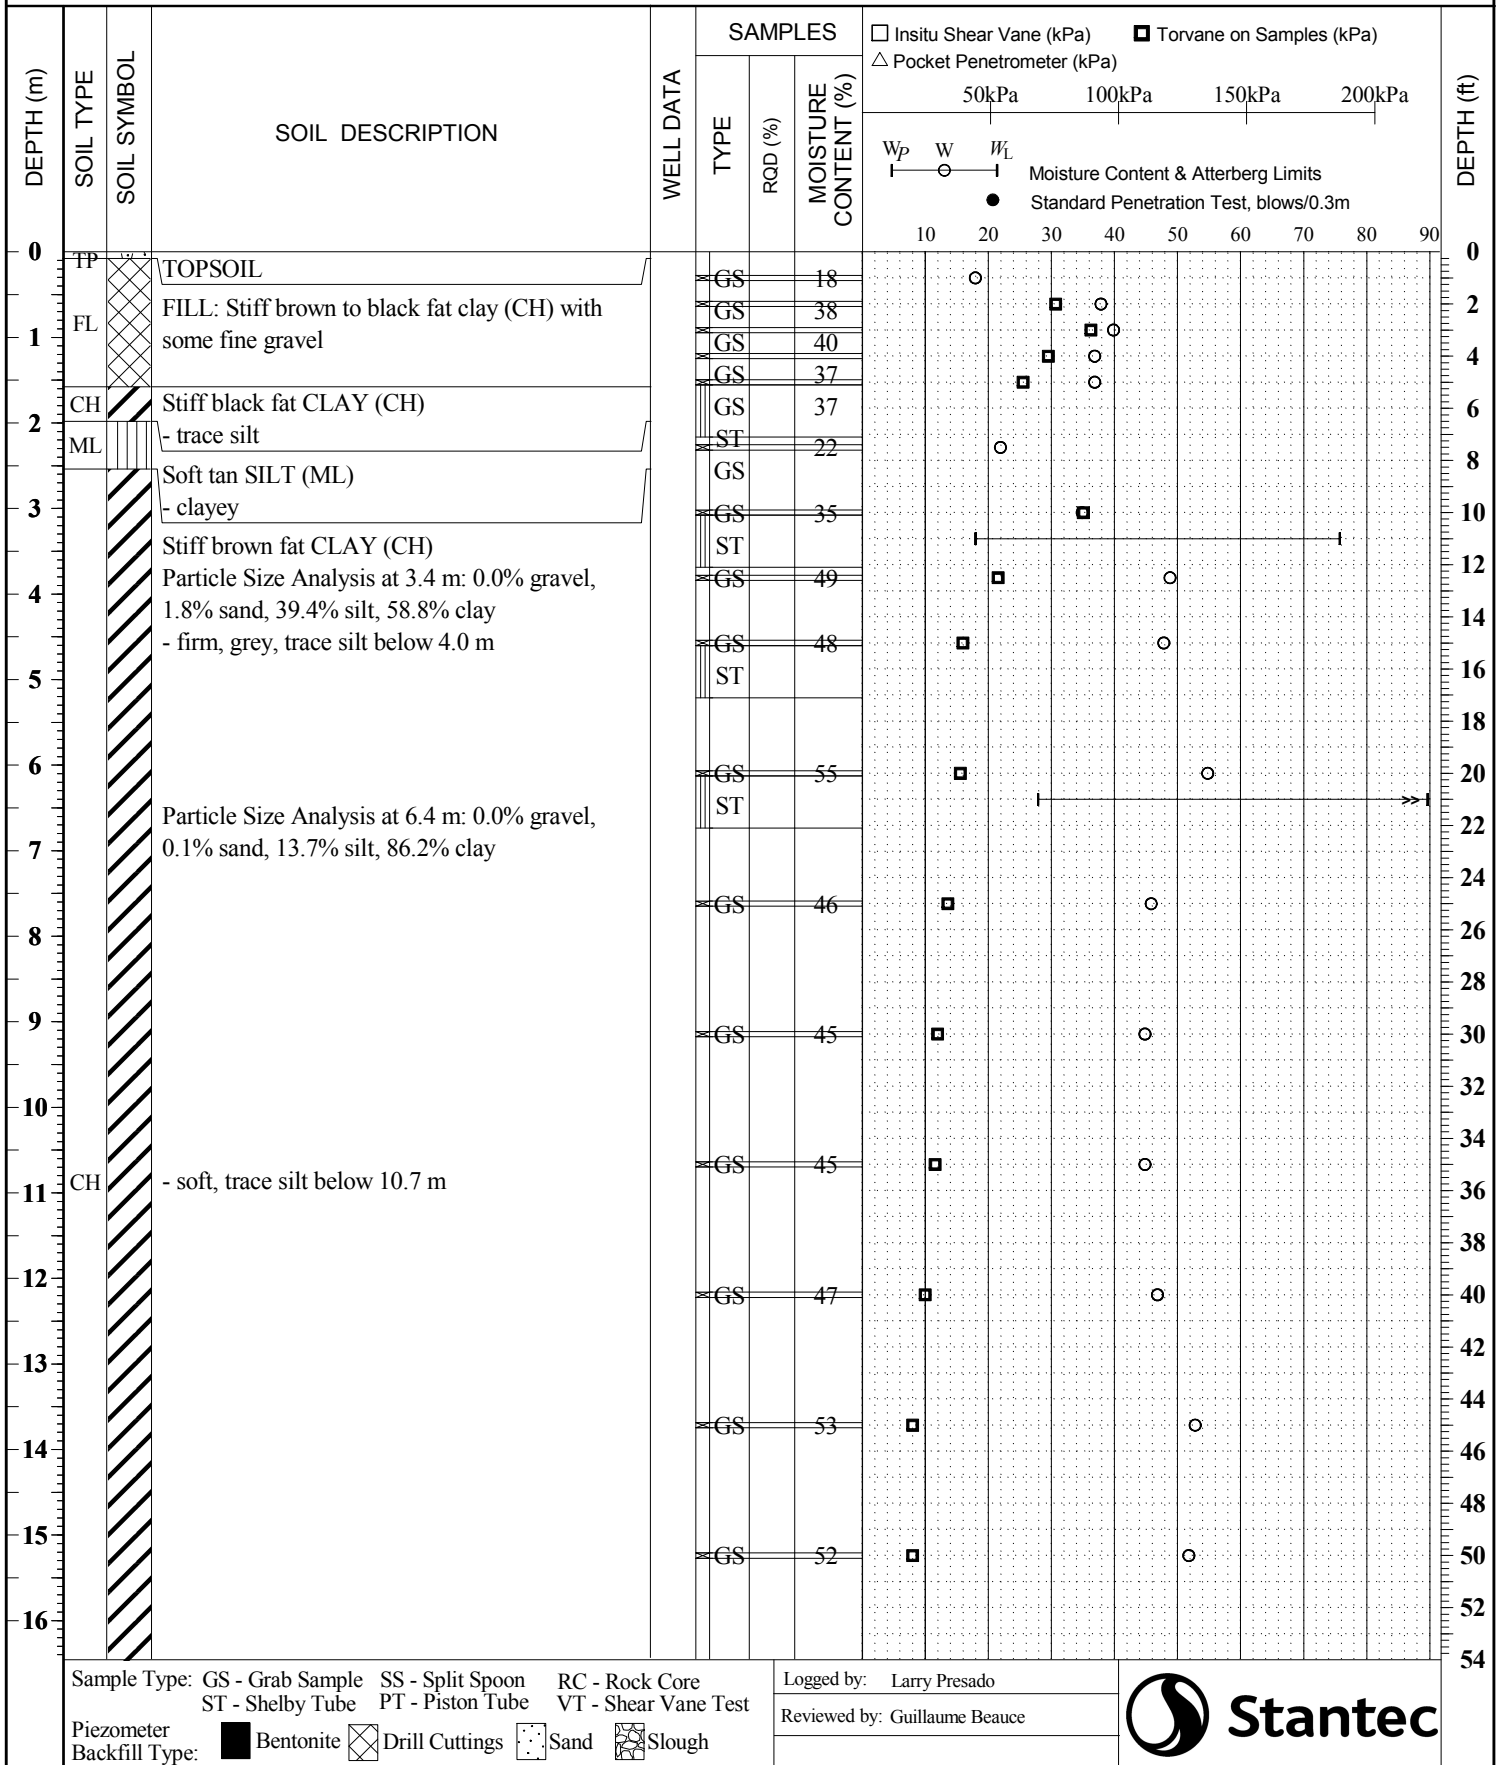 SAMPLES
DEPTH (m)
SOIL TYPE
SOIL SYMBOL
SOIL DESCRIPTION
WELL DATA
TYPE
RQD (%)
MOISTURE CONTENT (%)
Insitu Shear Vane (kPa) Torvane on Samples (kPa)
Pocket Penetrometer (kPa)
50kPa 100kPa 150kPa 200kPa
WP W WL
Moisture Content & Atterberg Limits
Standard Penetration Test, blows/0.3m
10 20 30 40 50 60 70 80 90
DEPTH (ft)
0 0
TP TOPSOIL
GS 18
FL FILL: Stiff brown to black fat clay (CH) with
some fine gravel
GS 38
2
1
GS 40
4
GS 37
CH Stiff black fat CLAY (CH)
- trace silt
GS 37
6
2
ML
ST
22
8
Soft tan SILT (ML)
- clayey
GS
3
GS 35
10
Stiff brown fat CLAY (CH)
ST
Particle Size Analysis at 3.4 m: 0.0% gravel,
1.8% sand, 39.4% silt, 58.8% clay
- firm, grey, trace silt below 4.0 m
GS 49
12
4
14
GS 48
ST
16
5
18
6
GS 55
20
ST
>>
Particle Size Analysis at 6.4 m: 0.0% gravel,
0.1% sand, 13.7% silt, 86.2% clay
22
7
24
GS 46
8
26
28
9
GS 45
30
32
10
34
GS 45
CH - soft, trace silt below 10.7 m
11
36
38
12
GS 47
40
42
13
44
GS 53
14
46
48
15
GS 52
50
16
52
54
Sample Type: GS - Grab Sample SS - Split Spoon RC - Rock Core
ST - Shelby Tube PT - Piston Tube VT - Shear Vane Test
Piezometer
Backfill Type: Bentonite Drill Cuttings Sand Slough
Logged by: Larry Presado
Reviewed by: Guillaume Beauce
Stantec